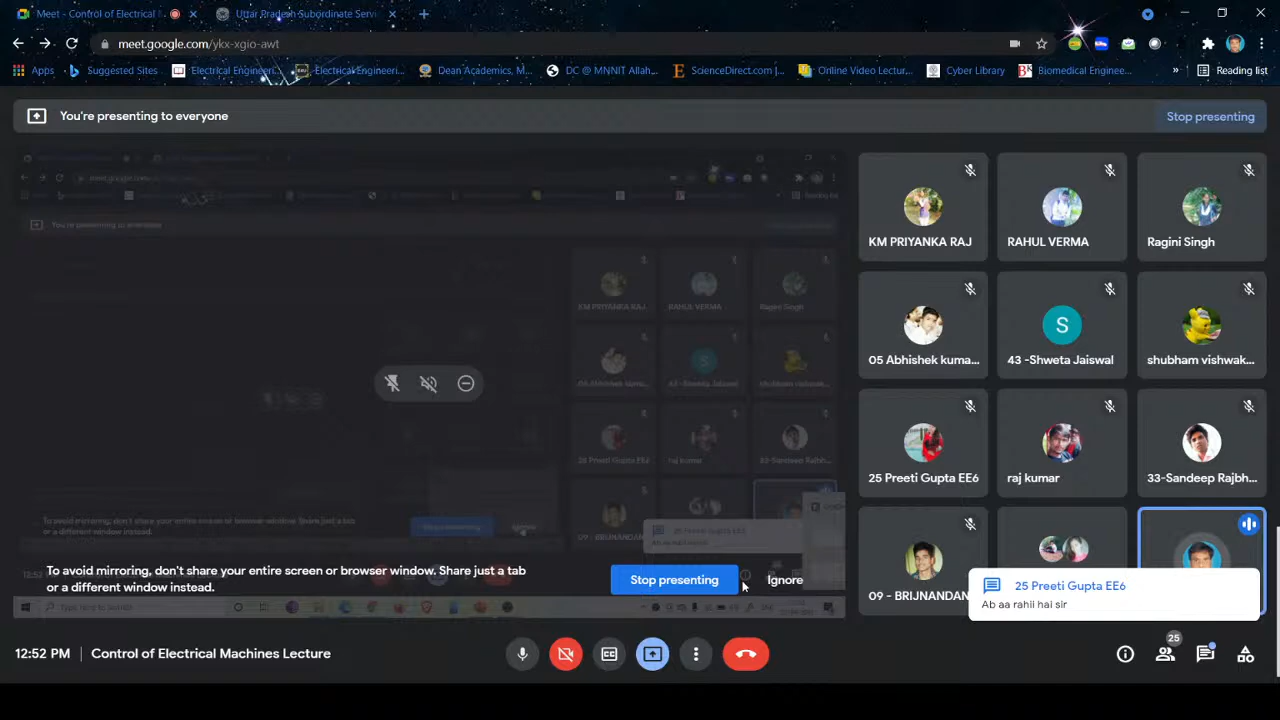 Meet - Control of Electrical
Uttar Pradesh Subordinate Servi
meet.google.com/ykx-xgio-awt
Apps
Suggested Sites
Electrical Engineeri...
Electrical Engineeri...
Dean Academics, M...
DC @ MNNIT Allah...
ScienceDirect.com |...
Online Video Lectur...
Cyber Library
Biomedical Enginee...
»
Reading list
You're presenting to everyone
Stop presenting
KM PRIYANKA RAJ
RAHUL VERMA
Ragini Singh
05 Abhishek kuma...
S
43 -Shweta Jaiswal
shubham vishwak...
25 Preeti Gupta EE6
raj kumar
33-Sandeep Rajbh...
09 - BRIJNANDAN
25 Preeti Gupta EE6
Ab aa rahii hai sir
To avoid mirroring, don't share your entire screen or browser window. Share just a tab
or a different window instead.
Stop presenting
Ignore
12:52 PM
Control of Electrical Machines Lecture
25